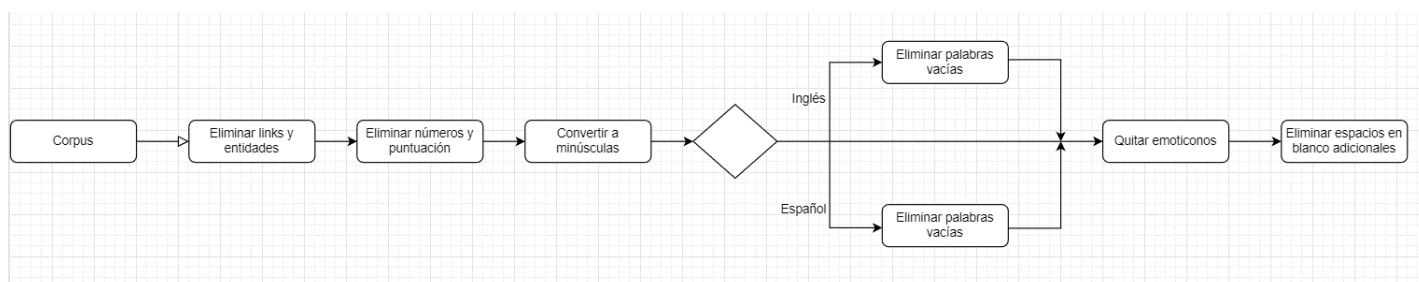 Corpus
Eliminar links y
entidades
Eliminar números y
puntuación
Convertir a
minúsculas
Inglés
Eliminar palabras
vacías
Español
Eliminar palabras
vacías
Quitar emoticonos
Eliminar espacios en
blanco adicionales